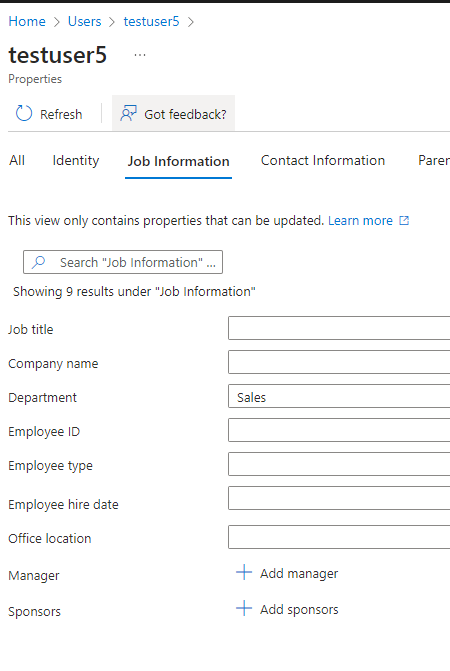 Home > Users > testuser5 >
testuser5 ...
Properties
Refresh Got feedback?
All Identity Job Information Contact Information Paren
This view only contains properties that can be updated. Learn more
Search "Job Information" ...
Showing 9 results under "Job Information"
Job title
Company name
Department Sales
Employee ID
Employee type
Employee hire date
Office location
Manager + Add manager
Sponsors + Add sponsors